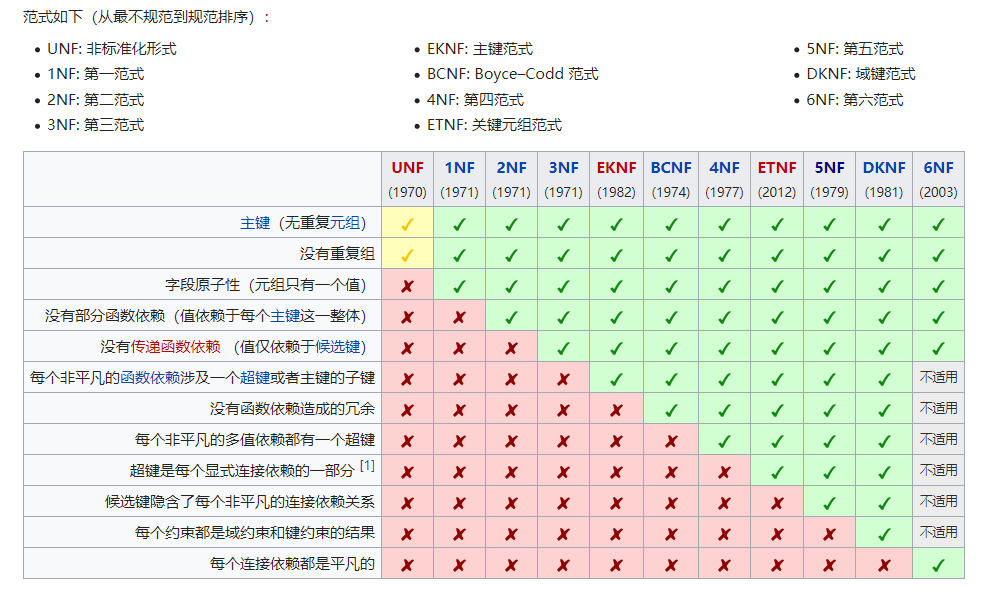 范式如下（从最不规范到规范排序）：
• UNF: 非标准化形式
• 1NF: 第一范式
• 2NF: 第二范式
• 3NF: 第三范式
• EKNF: 主键范式
• BCNF: Boyce–Codd 范式
• 4NF: 第四范式
• ETNF: 关键元组范式
• 5NF: 第五范式
• DKNF: 域键范式
• 6NF: 第六范式
UNF 1NF 2NF 3NF EKNF BCNF 4NF ETNF 5NF DKNF 6NF
(1970) (1971) (1971) (1971) (1982) (1974) (1977) (2012) (1979) (1981) (2003)
主键（无重复元组） ✓ ✓ ✓ ✓ ✓ ✓ ✓ ✓ ✓ ✓ ✓
没有重复组 ✓ ✓ ✓ ✓ ✓ ✓ ✓ ✓ ✓ ✓ ✓
字段原子性（元组只有一个值） ✗ ✓ ✓ ✓ ✓ ✓ ✓ ✓ ✓ ✓ ✓
没有部分函数依赖（值依赖于每个主键这一整体） ✗ ✗ ✓ ✓ ✓ ✓ ✓ ✓ ✓ ✓ ✓
没有传递函数依赖 （值仅依赖于候选键） ✗ ✗ ✗ ✓ ✓ ✓ ✓ ✓ ✓ ✓ ✓
每个非平凡的函数依赖涉及一个超键或者主键的子键 ✗ ✗ ✗ ✗ ✓ ✓ ✓ ✓ ✓ ✓ 不适用
没有函数依赖造成的冗余 ✗ ✗ ✗ ✗ ✗ ✓ ✓ ✓ ✓ ✓ 不适用
每个非平凡的多值依赖都有一个超键 ✗ ✗ ✗ ✗ ✗ ✗ ✓ ✓ ✓ ✓ 不适用
超键是每个显式连接依赖的一部分 [1] ✗ ✗ ✗ ✗ ✗ ✗ ✗ ✓ ✓ ✓ 不适用
候选键隐含了每个非平凡的连接依赖关系 ✗ ✗ ✗ ✗ ✗ ✗ ✗ ✗ ✓ ✓ 不适用
每个约束都是域约束和键约束的结果 ✗ ✗ ✗ ✗ ✗ ✗ ✗ ✗ ✗ ✓ 不适用
每个连接依赖都是平凡的 ✗ ✗ ✗ ✗ ✗ ✗ ✗ ✗ ✗ ✗ ✓